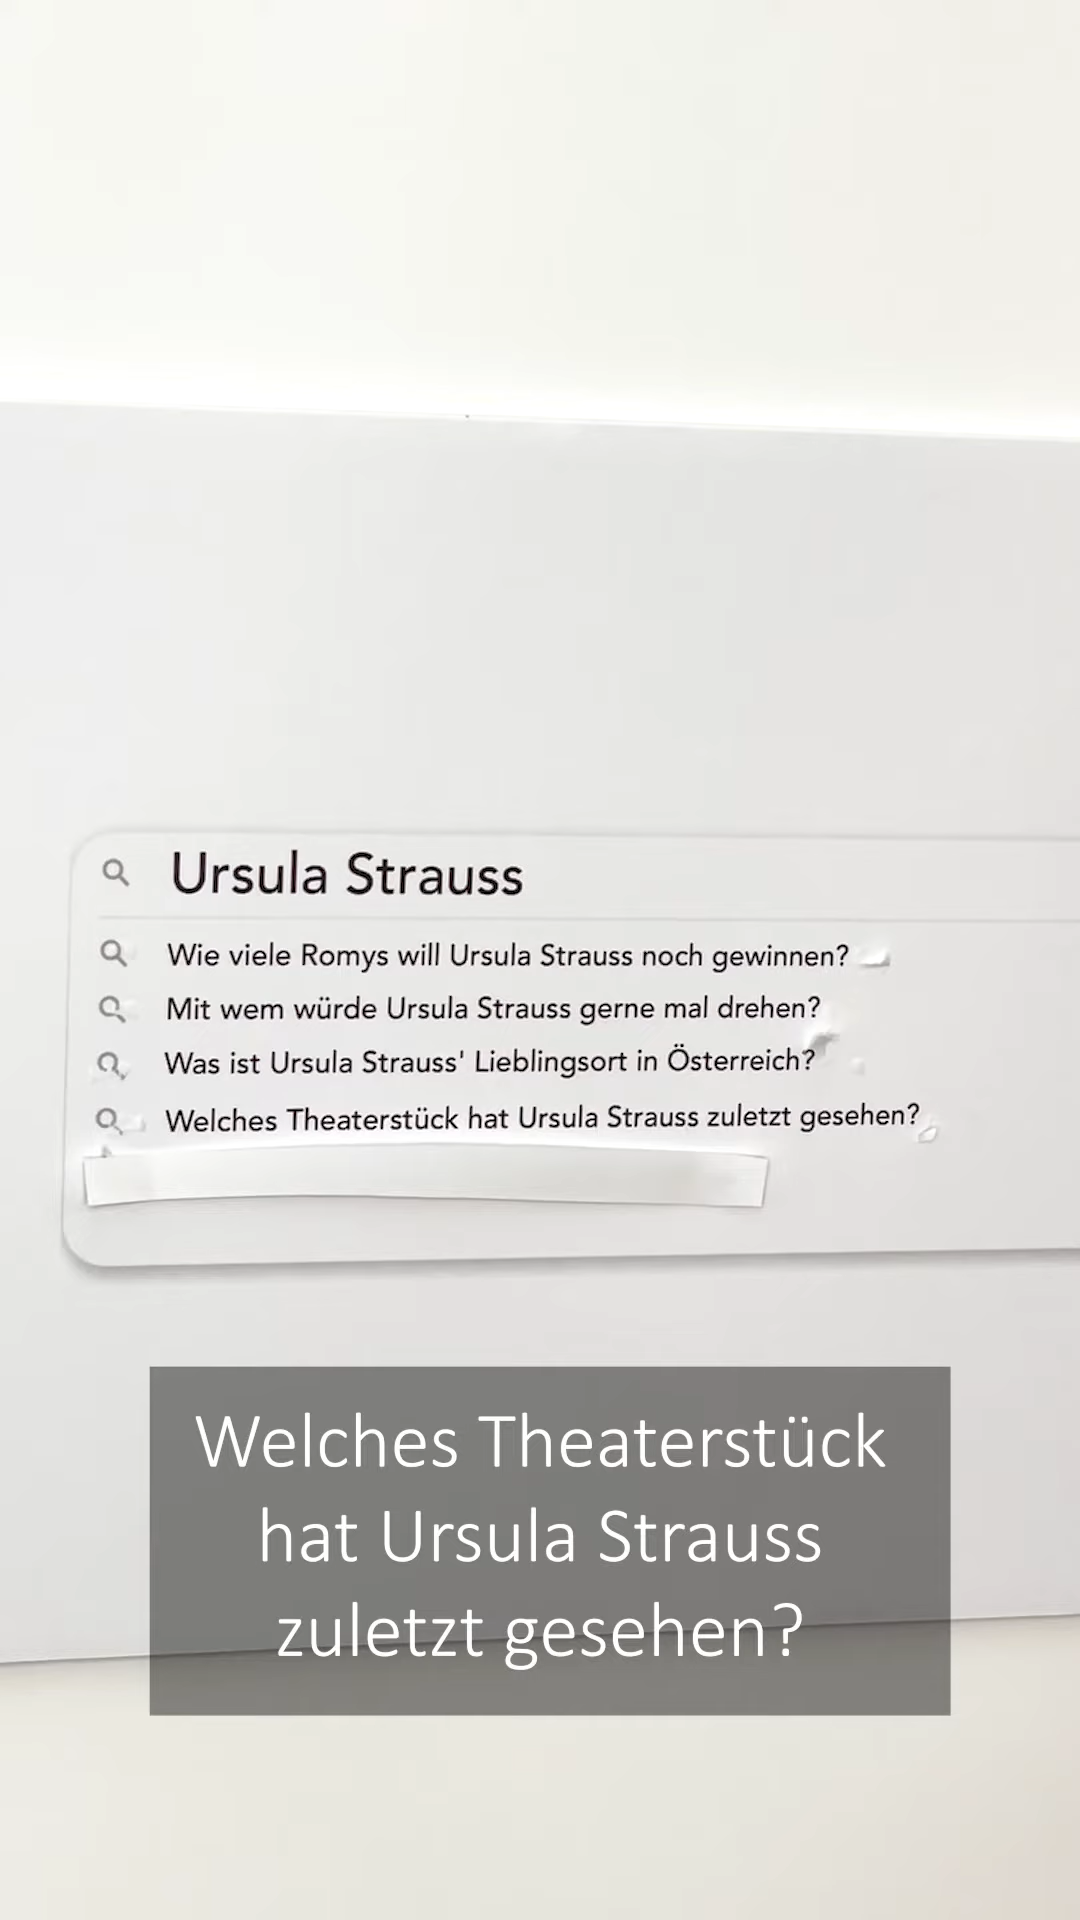 Ursula Strauss
Wie viele Romys will Ursula Strauss noch gewinnen?
Mit wem würde Ursula Strauss gerne mal drehen?
Was ist Ursula Strauss' Lieblingsort in Österreich?
Welches Theaterstück hat Ursula Strauss zuletzt gesehen?
Welches Theaterstück
hat Ursula Strauss
zuletzt gesehen?